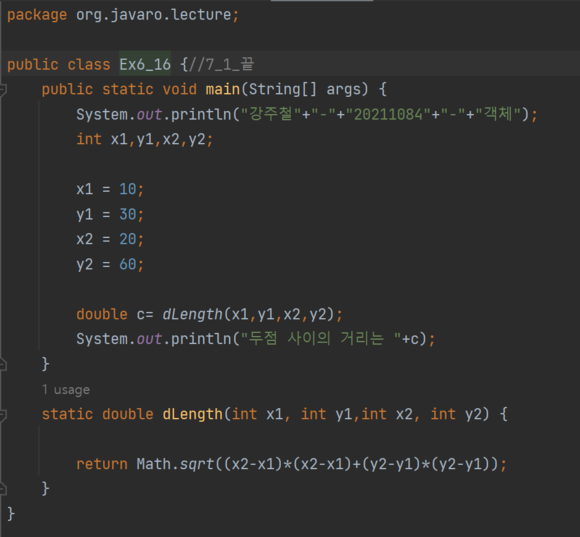 package org.javaro.lecture;
public class Ex6_16 {//7_1_끝
public static void main(String[] args) {
System.out.println("강주철"+"-"+"20211084"+"-"+"객체");
int x1,y1,x2,y2;
x1 = 10;
y1 = 30;
x2 = 20;
y2 = 60;
double c= dLength(x1,y1,x2,y2);
System.out.println("두점 사이의 거리는 "+c);
}
1 usage
static double dLength(int x1, int y1,int x2, int y2) {
return Math.sqrt((x2-x1)*(x2-x1)+(y2-y1)*(y2-y1));
}
}